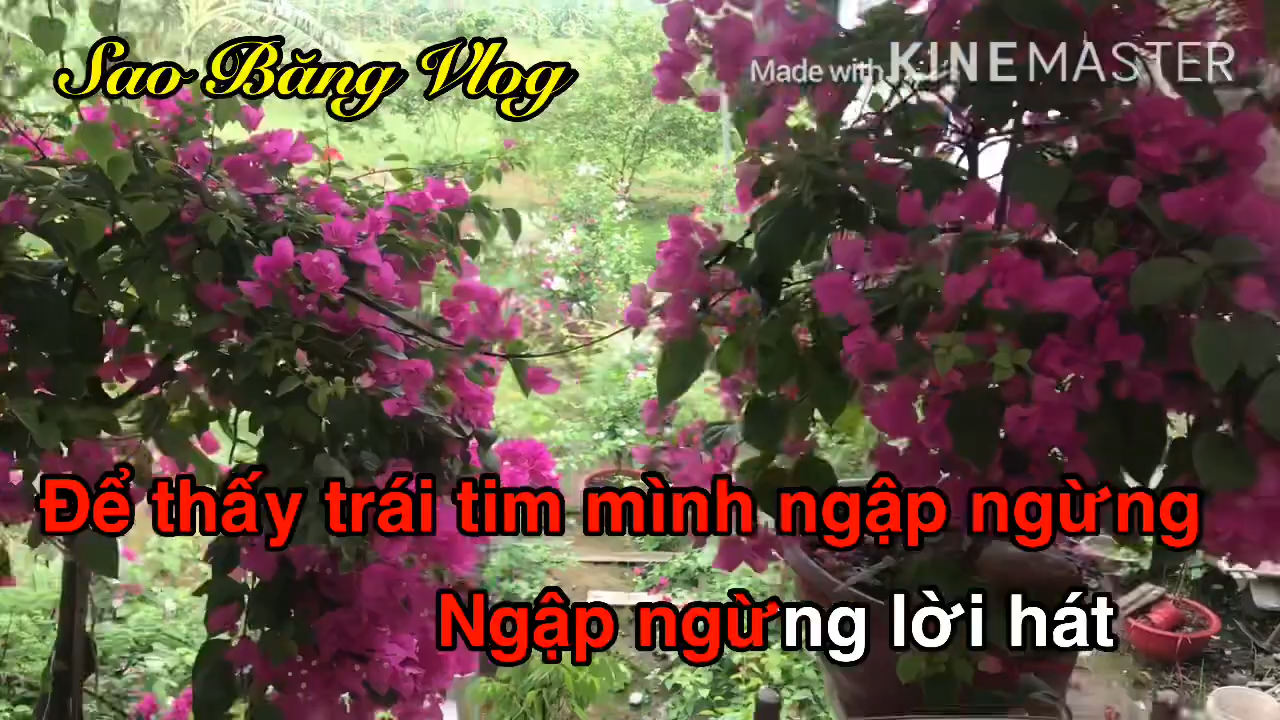 Sao Băng Vlog
Made with KINEMASTER
Để thấy trái tim mình ngập ngừng
Ngập ngừng lời hát